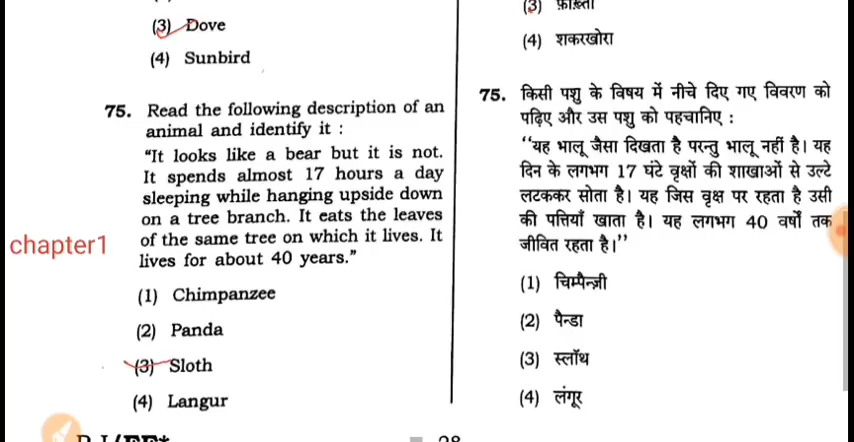 (3) Dove
(4) Sunbird
75. Read the following description of an
animal and identify it :
“It looks like a bear but it is not.
It spends almost 17 hours a day
sleeping while hanging upside down
on a tree branch. It eats the leaves
of the same tree on which it lives. It
lives for about 40 years.”
chapter1
(1) Chimpanzee
(2) Panda
(3) Sloth
(4) Langur
(3) फ़ाख़्ता
(4) शकरखोरा
75. किसी पशु के विषय में नीचे दिए गए विवरण को
पढ़िए और उस पशु को पहचानिए :
‘‘यह भालू जैसा दिखता है परन्तु भालू नहीं है। यह
दिन के लगभग 17 घंटे वृक्षों की शाखाओं से उल्टे
लटककर सोता है। यह जिस वृक्ष पर रहता है उसी
की पत्तियाँ खाता है। यह लगभग 40 वर्षों तक
जीवित रहता है।’’
(1) चिम्पैन्ज़ी
(2) पैन्डा
(3) स्लॉथ
(4) लंगूर